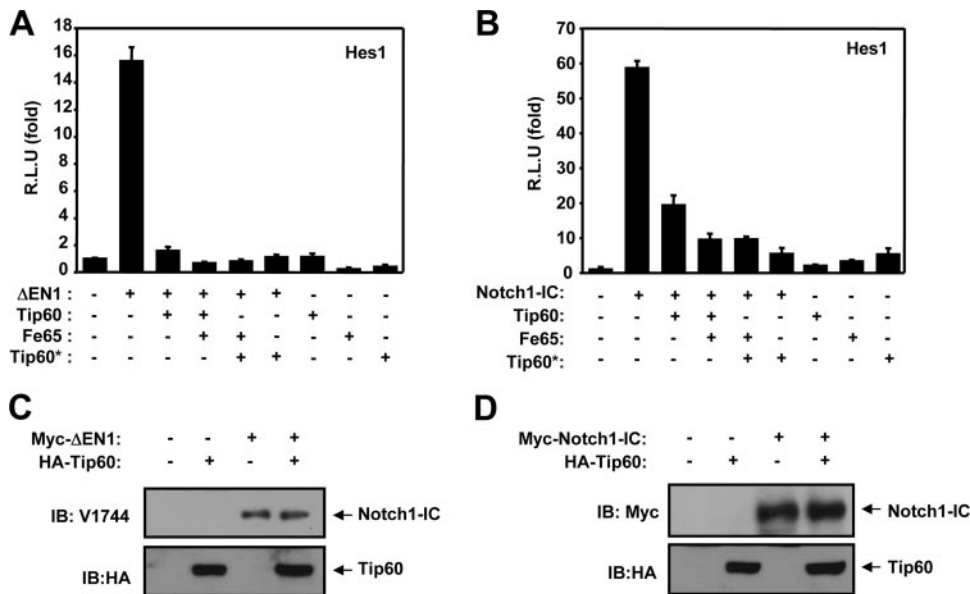 A
R.L.U (fold)
18
16
14
12
10
8
6
4
2
0
Hes1
ΔEN1 : - + + + + + - - -
Tip60 : - - + + - - + - -
Fe65 : - - - + + - - + -
Tip60* : - - - - + + - - +
B
R.L.U (fold)
60
50
40
30
20
10
0
Hes1
Notch1-IC: - + + + + + - - -
Tip60: - - + + - - + - -
Fe65: - - - + + - - + -
Tip60*: - - - - + + - - +
C
Myc-ΔEN1: - - + +
HA-Tip60: - + - +
IB: V1744
Notch1-IC
IB:HA
Tip60
D
Myc-Notch1-IC: - - + +
HA-Tip60: - + - +
IB: Myc
Notch1-IC
IB:HA
Tip60